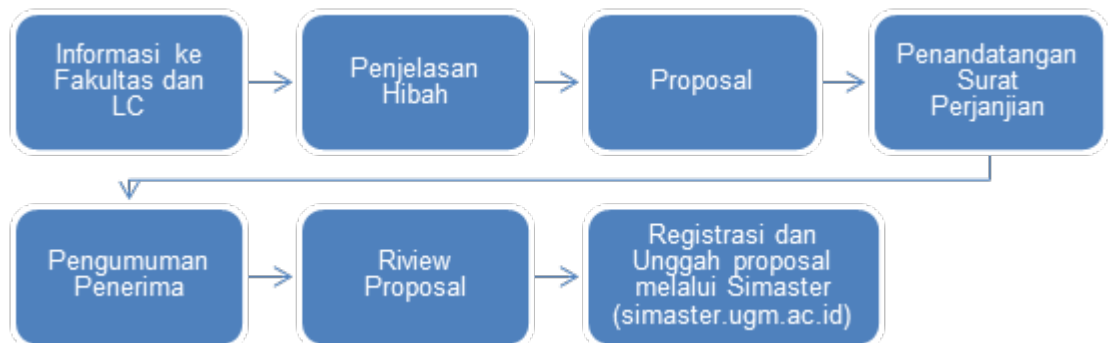 Informasi ke
Fakultas dan
LC
Penjelasan
Hibah
Proposal
Penandatangan
Surat
Perjanjian
Pengumuman
Penerima
Riview
Proposal
Registrasi dan
Unggah proposal
melalui Simaster
(simaster.ugm.ac.id)